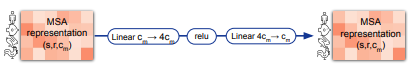 MSA
representation
(s,r,cₘ)
Linear cₘ → 4cₘ
relu
Linear 4cₘ → cₘ
MSA
representation
(s,r,cₘ)